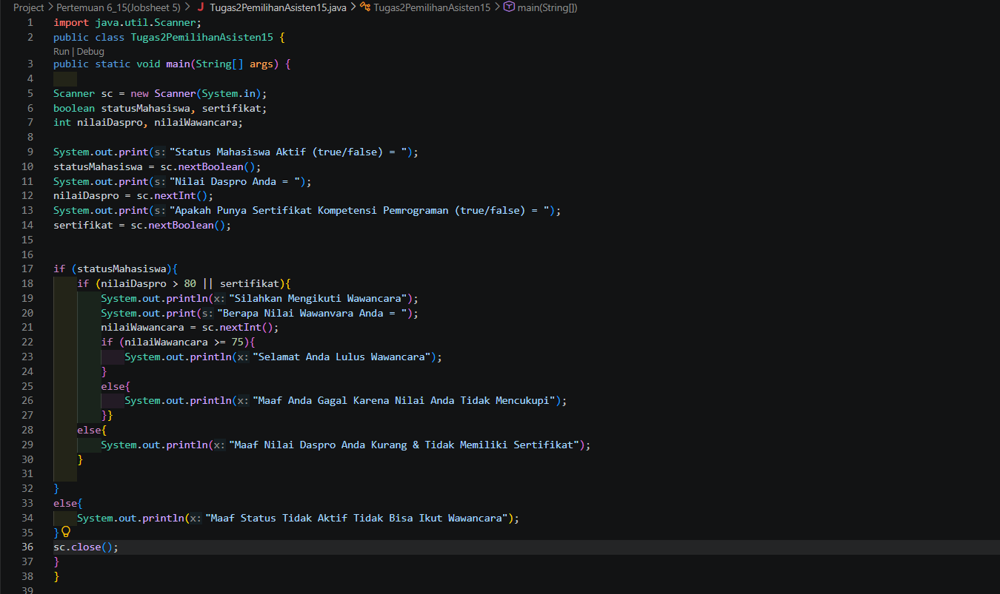 Project > Pertemuan 6_15(Jobsheet 5) > J Tugas2PemilihanAsisten15.java > Tugas2PemilihanAsisten15 > main(String[])
1 import java.util.Scanner;
2 public class Tugas2PemilihanAsisten15 {
Run | Debug
3 public static void main(String[] args) {
4
5 Scanner sc = new Scanner(System.in);
6 boolean statusMahasiswa, sertifikat;
7 int nilaiDaspro, nilaiWawancara;
8
9 System.out.print(s: "Status Mahasiswa Aktif (true/false) = ");
10 statusMahasiswa = sc.nextBoolean();
11 System.out.print(s: "Nilai Daspro Anda = ");
12 nilaiDaspro = sc.nextInt();
13 System.out.print(s: "Apakah Punya Sertifikat Kompetensi Pemrograman (true/false) = ");
14 sertifikat = sc.nextBoolean();
15
16
17 if (statusMahasiswa){
18     if (nilaiDaspro > 80 || sertifikat){
19         System.out.println(x: "Silahkan Mengikuti Wawancara");
20         System.out.print(s: "Berapa Nilai Wawanvara Anda = ");
21         nilaiWawancara = sc.nextInt();
22         if (nilaiWawancara >= 75){
23             System.out.println(x: "Selamat Anda Lulus Wawancara");
24         }
25         else{
26             System.out.println(x: "Maaf Anda Gagal Karena Nilai Anda Tidak Mencukupi");
27         }}
28     else{
29         System.out.println(x: "Maaf Nilai Daspro Anda Kurang & Tidak Memiliki Sertifikat");
30     }
31
32 }
33 else{
34     System.out.println(x: "Maaf Status Tidak Aktif Tidak Bisa Ikut Wawancara");
35 }
36 sc.close();
37 }
38 }
39